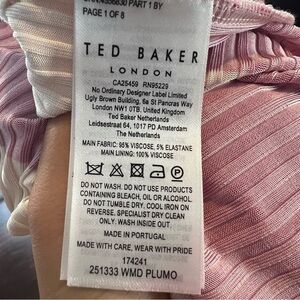 PART 1 BY
PAGE 1 OF 8
TED BAKER
LONDON
CA25459 RN95229
No Ordinary Designer Label Limited
Ugly Brown Building, 6a St Pancras Way
London NW1 0TB, United Kingdom
Ted Baker Netherlands
Leidsestraat 64, 1017 PD Amsterdam
The Netherlands
MAIN FABRIC: 95% VISCOSE, 5% ELASTANE
MAIN LINING: 100% VISCOSE
P
DO NOT WASH. DO NOT USE PRODUCTS
CONTAINING BLEACH, OIL OR ALCOHOL.
DO NOT TUMBLE DRY. COOL IRON ON
REVERSE. SPECIALIST DRY CLEAN
ONLY. WASH INSIDE OUT.
MADE IN PORTUGAL
MADE WITH CARE, WEAR WITH PRIDE
174241
251333 WMD PLUMO